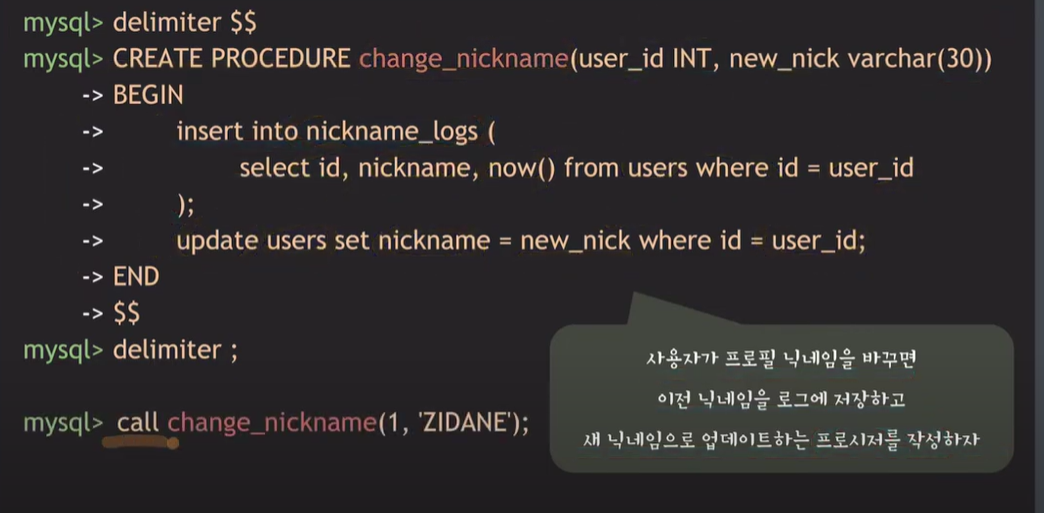 mysql> delimiter $$
mysql> CREATE PROCEDURE change_nickname(user_id INT, new_nick varchar(30))
-> BEGIN
-> insert into nickname_logs (
-> select id, nickname, now() from users where id = user_id
-> );
-> update users set nickname = new_nick where id = user_id;
-> END
-> $$
mysql> delimiter ;
사용자가 프로필 닉네임을 바꾸면
이전 닉네임을 로그에 저장하고
새 닉네임으로 업데이트하는 프로시저를 작성하자
mysql> call change_nickname(1, 'ZIDANE');